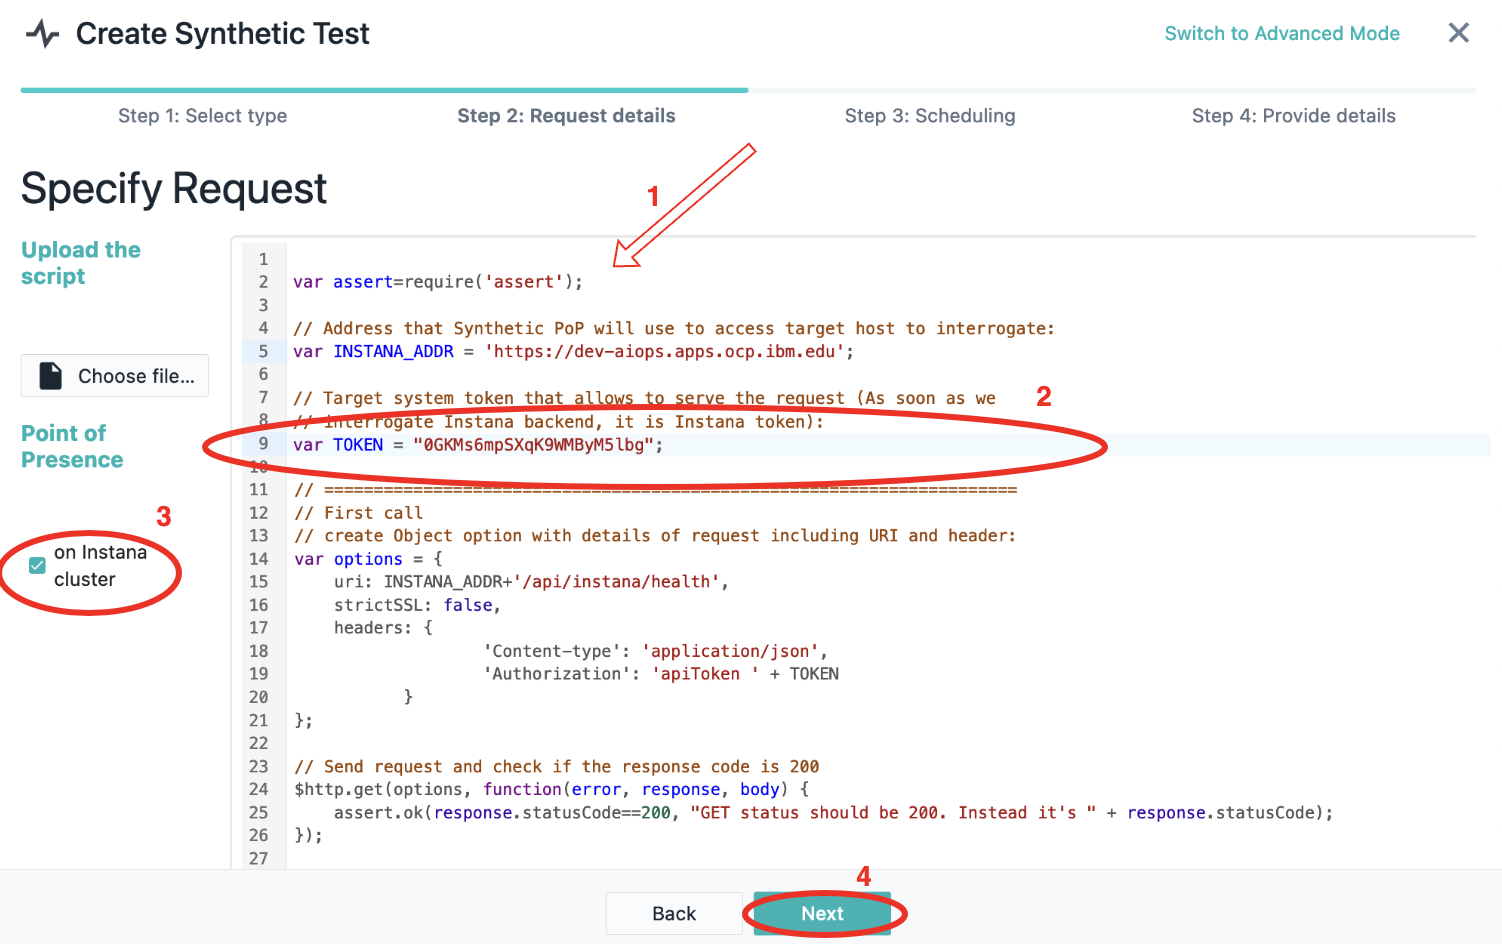 Create Synthetic Test
Switch to Advanced Mode
Step 1: Select type
Step 2: Request details
Step 3: Scheduling
Step 4: Provide details
1
Specify Request
Upload the
script
Choose file...
Point of
Presence
3
on Instana
cluster
1
2 var assert=require('assert');
3
4 // Address that Synthetic PoP will use to access target host to interrogate:
5 var INSTANA_ADDR = 'https://dev-aiops.apps.ocp.ibm.edu';
6
7 // Target system token that allows to serve the request (As soon as we
2
8 // interrogate Instana backend, it is Instana token):
9 var TOKEN = "0GKMs6mpSXqK9WMByM5lbg";
10
11 // ======================================================================
12 // First call
13 // create Object option with details of request including URI and header:
14 var options = {
15     uri: INSTANA_ADDR+'/api/instana/health',
16     strictSSL: false,
17     headers: {
18                    'Content-type': 'application/json',
19                    'Authorization': 'apiToken ' + TOKEN
20            }
21 };
22
23 // Send request and check if the response code is 200
24 $http.get(options, function(error, response, body) {
25     assert.ok(response.statusCode==200, "GET status should be 200. Instead it's " + response.statusCode);
26 });
27
4
Back
Next